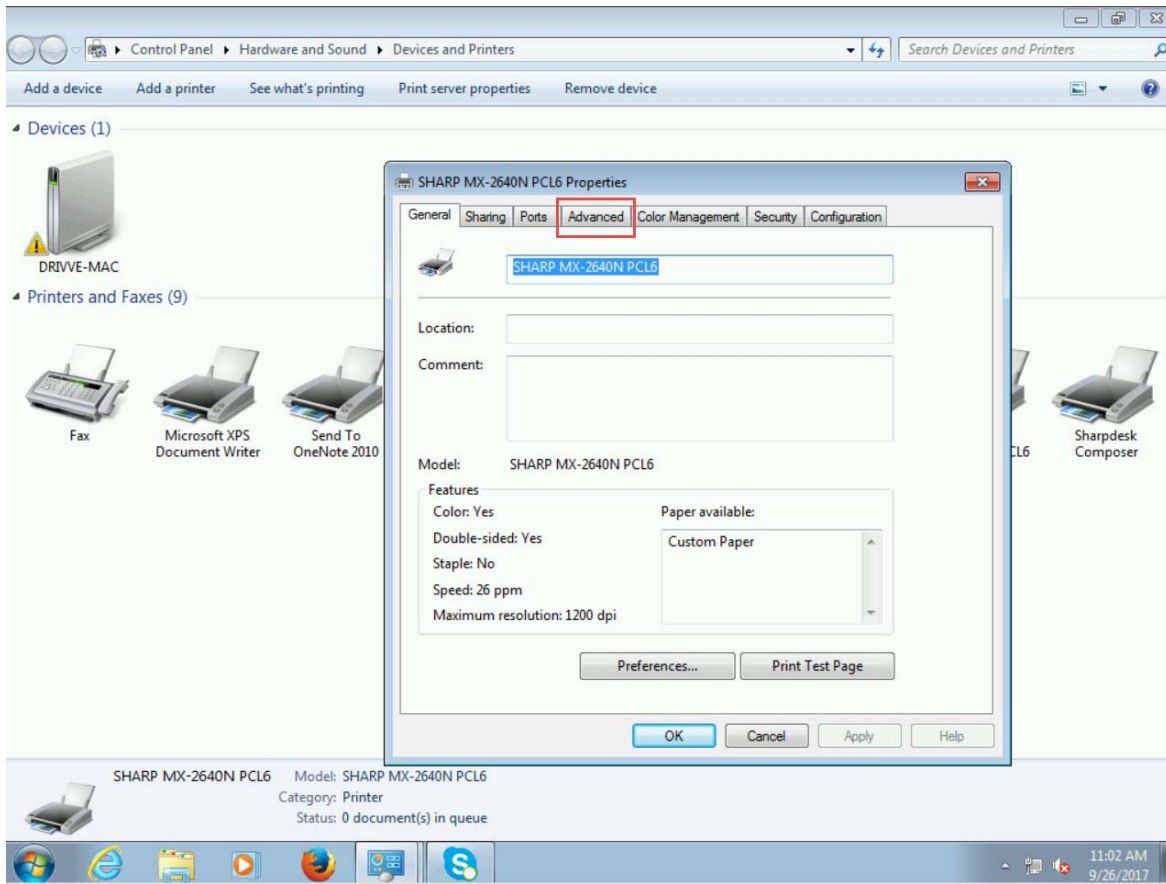 Control Panel ▸ Hardware and Sound ▸ Devices and Printers
Search Devices and Printers
Add a device Add a printer See what's printing Print server properties Remove device
Devices (1)
DRIVVE-MAC
Printers and Faxes (9)
Fax
Microsoft XPS
Document Writer
Send To
OneNote 2010
CL6
Sharpdesk
Composer
SHARP MX-2640N PCL6 Properties
General Sharing Ports Advanced Color Management Security Configuration
SHARP MX-2640N PCL6
Location:
Comment:
Model: SHARP MX-2640N PCL6
Features
Color: Yes
Double-sided: Yes
Staple: No
Speed: 26 ppm
Maximum resolution: 1200 dpi
Paper available:
Custom Paper
Preferences... Print Test Page
OK Cancel Apply Help
SHARP MX-2640N PCL6 Model: SHARP MX-2640N PCL6
Category: Printer
Status: 0 document(s) in queue
11:02 AM
9/26/2017